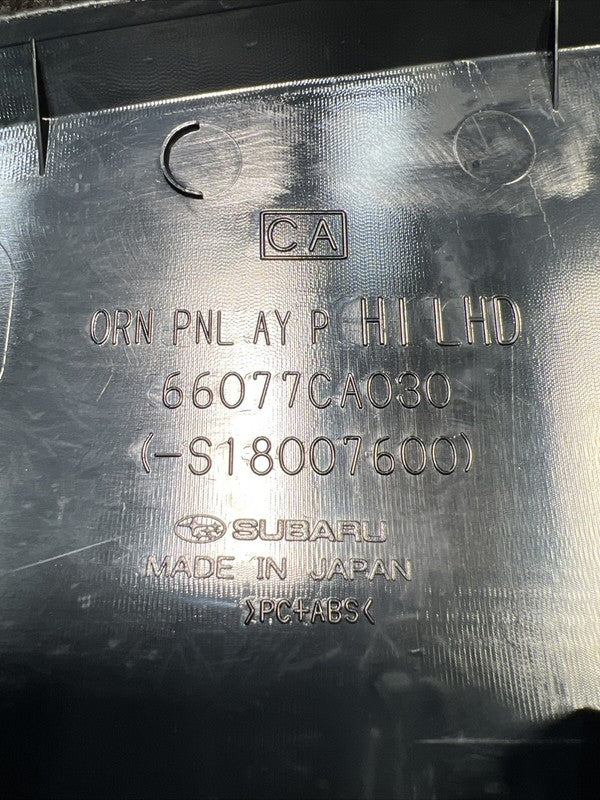 CA
ORN PNL AY P HI LHD
66077CA030
(-S18007600)
SUBARU
MADE IN JAPAN
>PC+ABS<